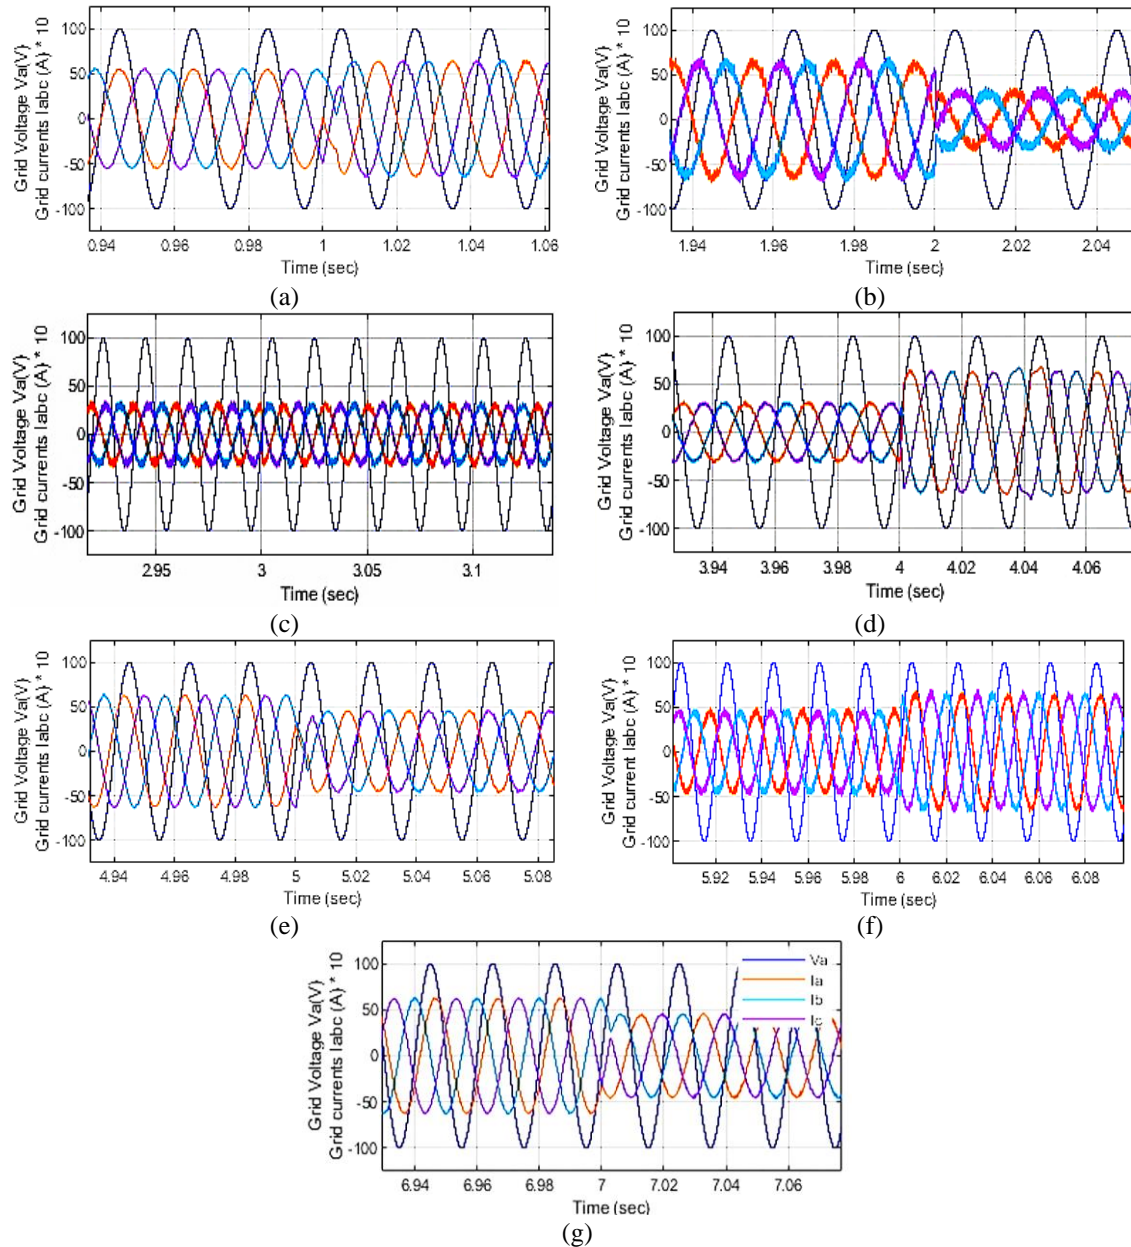 Grid Voltage Va(V)
Grid currents Iabc (A) * 10
100
50
0
-50
-100
0.94 0.96 0.98 1 1.02 1.04 1.06
Time (sec)
(a)
Grid Voltage Va(V)
Grid currents Iabc (A) * 10
100
50
0
-50
-100
1.94 1.96 1.98 2 2.02 2.04
Time (sec)
(b)
Grid Voltage Va(V)
Grid currents Iabc (A) * 10
100
50
0
-50
-100
2.95 3 3.05 3.1
Time (sec)
(c)
Grid Voltage Va(V)
Grid currents Iabc (A) * 10
100
50
0
-50
-100
3.94 3.96 3.98 4 4.02 4.04 4.06
Time (sec)
(d)
Grid Voltage Va(V)
Grid currents Iabc (A) * 10
100
50
0
-50
-100
4.94 4.96 4.98 5 5.02 5.04 5.06 5.08
Time (sec)
(e)
Grid Voltage Va(V)
Grid current Iabc (A) * 10
100
50
0
-50
-100
5.92 5.94 5.96 5.98 6 6.02 6.04 6.06 6.08
Time (sec)
(f)
Grid Voltage Va(V)
Grid currents Iabc (A) * 10
100
50
0
-50
-100
6.94 6.96 6.98 7 7.02 7.04 7.06
Time (sec)
Va
Ia
Ib
Ic
(g)